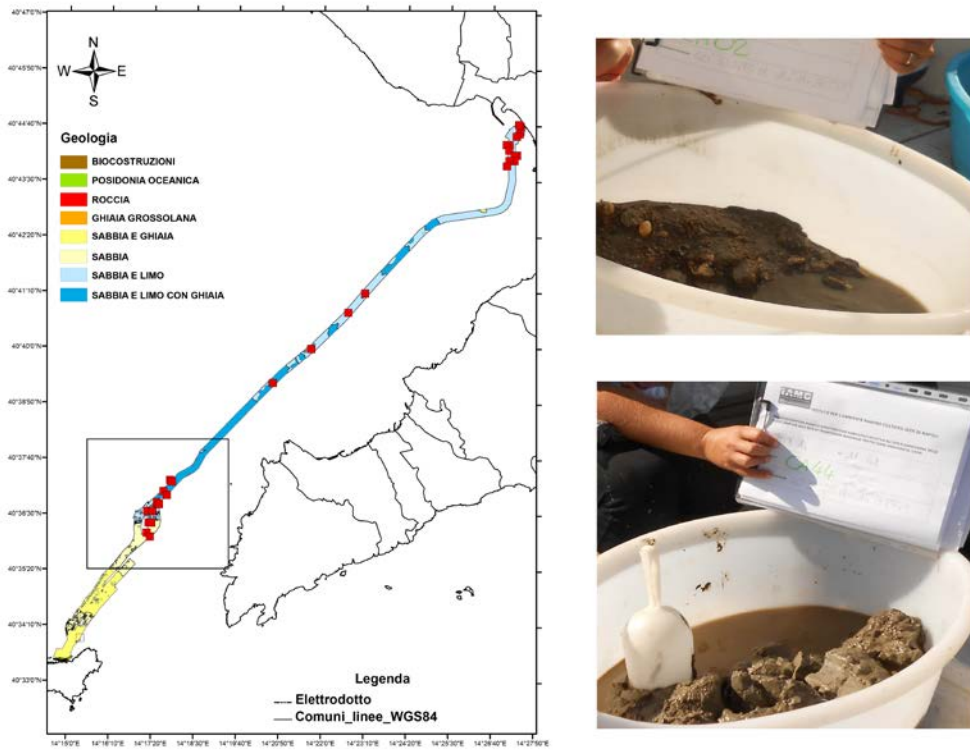 40°47'0"N
40°45'50"N
40°44'40"N
40°43'30"N
40°42'20"N
40°41'10"N
40°40'0"N
40°38'50"N
40°37'40"N
40°36'30"N
40°35'20"N
40°34'10"N
40°33'0"N
N
W E
S
Geologia
BIOCOSTRUZIONI
POSIDONIA OCEANICA
ROCCIA
GHIAIA GROSSOLANA
SABBIA E GHIAIA
SABBIA
SABBIA E LIMO
SABBIA E LIMO CON GHIAIA
Legenda
Elettrodotto
Comuni_linee_WGS84
14°15'0"E 14°16'10"E 14°17'20"E 14°18'30"E 14°19'40"E 14°20'50"E 14°22'0"E 14°23'10"E 14°24'20"E 14°25'30"E 14°26'40"E 14°27'50"E
IAMC
CA44